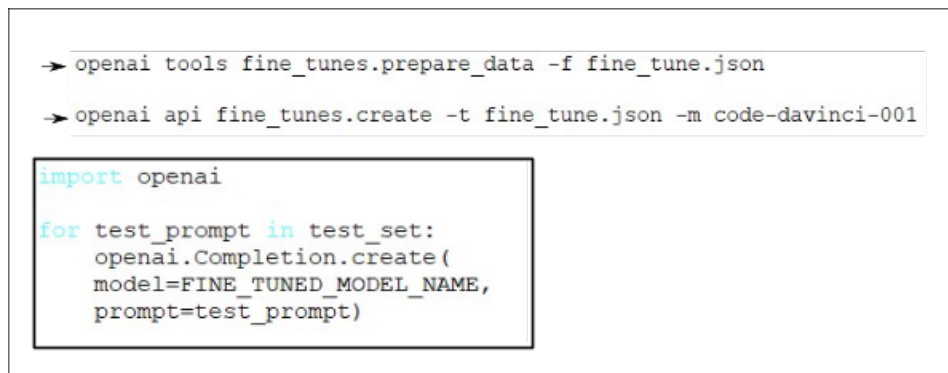 openai tools fine_tunes.prepare_data -f fine_tune.json
openai api fine_tunes.create -t fine_tune.json -m code-davinci-001
import openai
for test_prompt in test_set:
openai.Completion.create(
model=FINE_TUNED_MODEL_NAME,
prompt=test_prompt)